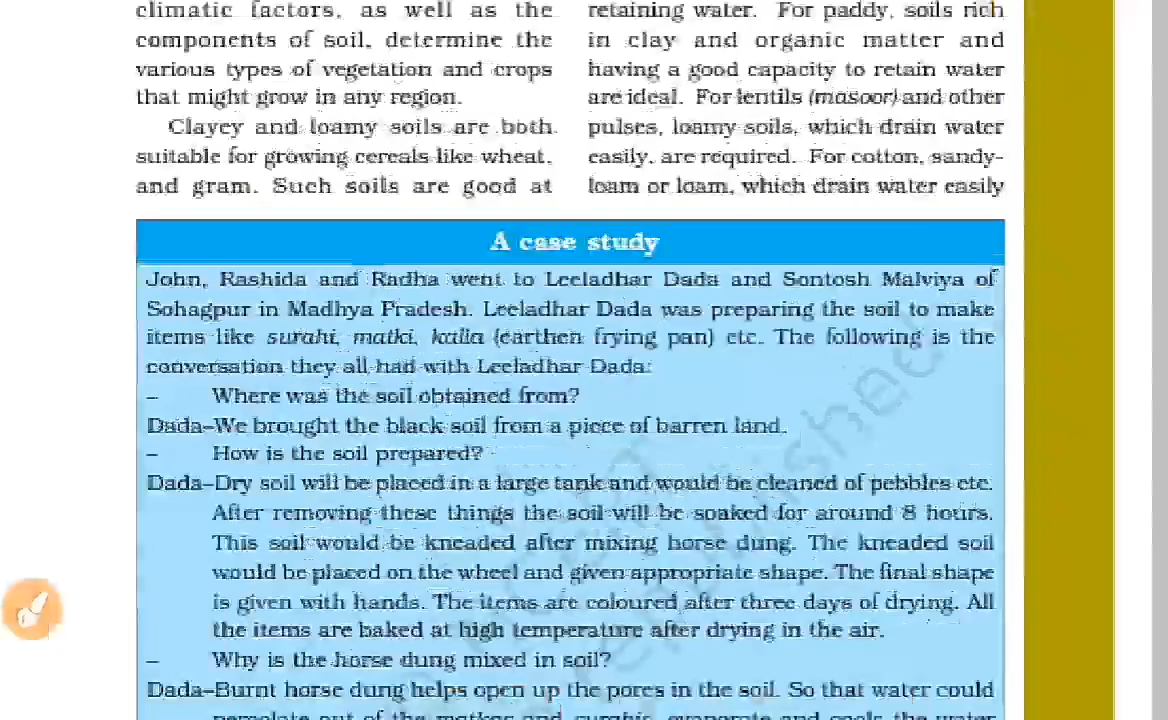 climatic factors, as well as the
components of soil, determine the
various types of vegetation and crops
that might grow in any region.
Clayey and loamy soils are both
suitable for growing cereals like wheat,
and gram. Such soils are good at
retaining water. For paddy, soils rich
in clay and organic matter and
having a good capacity to retain water
are ideal. For lentils (masoor) and other
pulses, loamy soils, which drain water
easily, are required. For cotton, sandy-
loam or loam, which drain water easily
A case study
John, Rashida and Radha went to Leeladhar Dada and Sontosh Malviya of
Sohagpur in Madhya Pradesh. Leeladhar Dada was preparing the soil to make
items like surahi, matki, kalla (earthen frying pan) etc. The following is the
conversation they all had with Leeladhar Dada:
– Where was the soil obtained from?
Dada–We brought the black soil from a piece of barren land.
– How is the soil prepared?
Dada–Dry soil will be placed in a large tank and would be cleaned of pebbles etc.
After removing these things the soil will be soaked for around 8 hours.
This soil would be kneaded after mixing horse dung. The kneaded soil
would be placed on the wheel and given appropriate shape. The final shape
is given with hands. The items are coloured after three days of drying. All
the items are baked at high temperature after drying in the air.
– Why is the horse dung mixed in soil?
Dada–Burnt horse dung helps open up the pores in the soil. So that water could
percolate out of the matkas and surahis, evaporate and cools the water